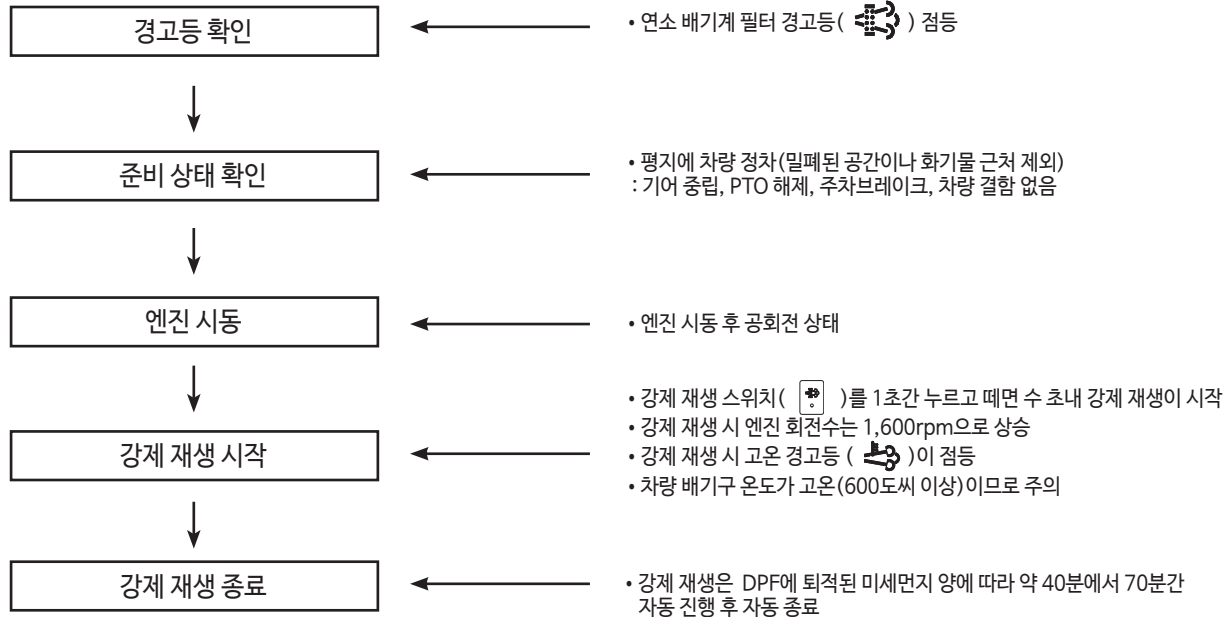 경고등 확인
• 연소 배기계 필터 경고등( ) 점등
준비 상태 확인
• 평지에 차량 정차(밀폐된 공간이나 화기물 근처 제외)
: 기어 중립, PTO 해제, 주차브레이크, 차량 결함 없음
엔진 시동
• 엔진 시동 후 공회전 상태
강제 재생 시작
• 강제 재생 스위치( )를 1초간 누르고 떼면 수 초내 강제 재생이 시작
• 강제 재생 시 엔진 회전수는 1,600rpm으로 상승
• 강제 재생 시 고온 경고등 ( )이 점등
• 차량 배기구 온도가 고온(600도씨 이상)이므로 주의
강제 재생 종료
• 강제 재생은 DPF에 퇴적된 미세먼지 양에 따라 약 40분에서 70분간
자동 진행 후 자동 종료